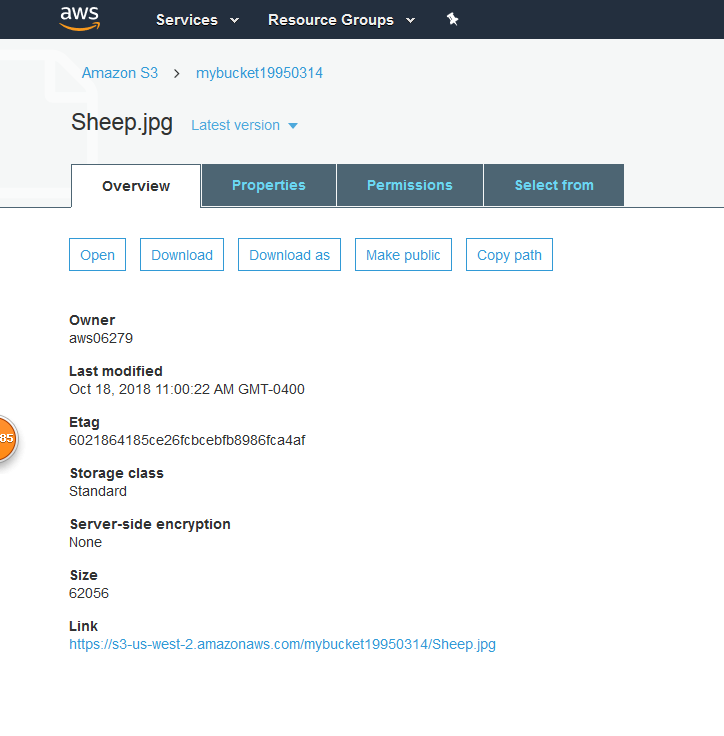 aws
Services
Resource Groups
Amazon S3
mybucket19950314
Sheep.jpg
Latest version
Overview
Properties
Permissions
Select from
Open
Download
Download as
Make public
Copy path
Owner
aws06279
Last modified
Oct 18, 2018 11:00:22 AM GMT-0400
Etag
6021864185ce26fcbcebfb8986fca4af
85
Storage class
Standard
Server-side encryption
None
Size
62056
Link
https://s3-us-west-2.amazonaws.com/mybucket19950314/Sheep.jpg